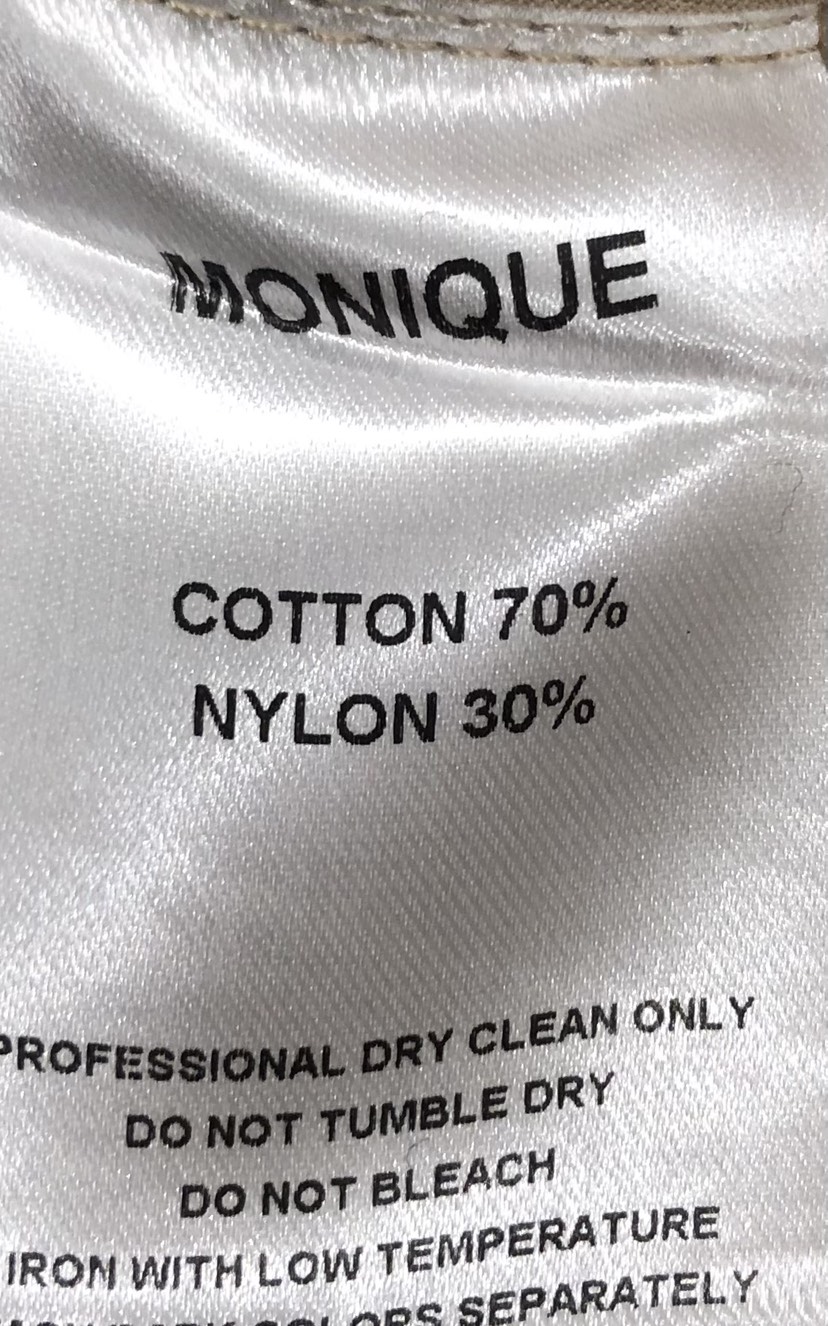 MONIQUE
COTTON 70%
NYLON 30%
PROFESSIONAL DRY CLEAN ONLY
DO NOT TUMBLE DRY
DO NOT BLEACH
IRON WITH LOW TEMPERATURE
COLORS SEPARATELY